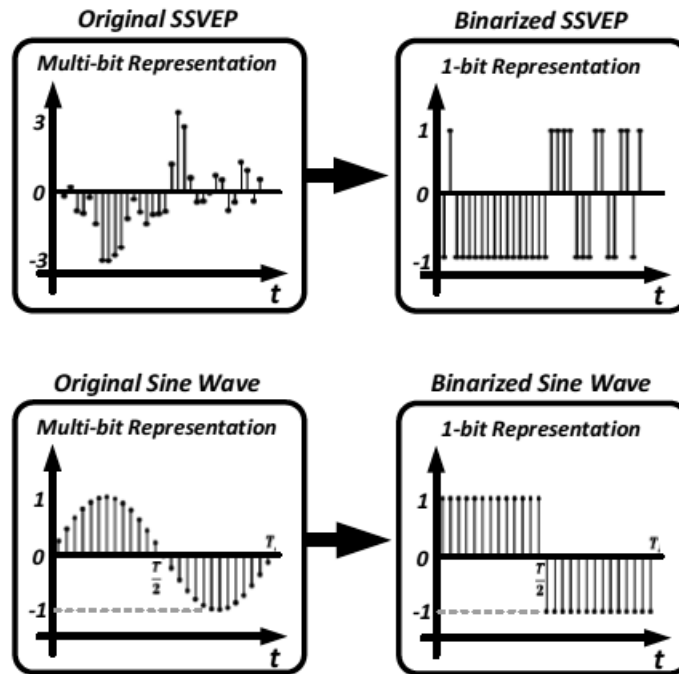 Original SSVEP
Binarized SSVEP
Multi-bit Representation
1-bit Representation
3
0
-3
t
1
0
-1
t
Original Sine Wave
Binarized Sine Wave
Multi-bit Representation
1-bit Representation
1
0
-1
T
2
T
t
1
0
-1
T
2
T
t